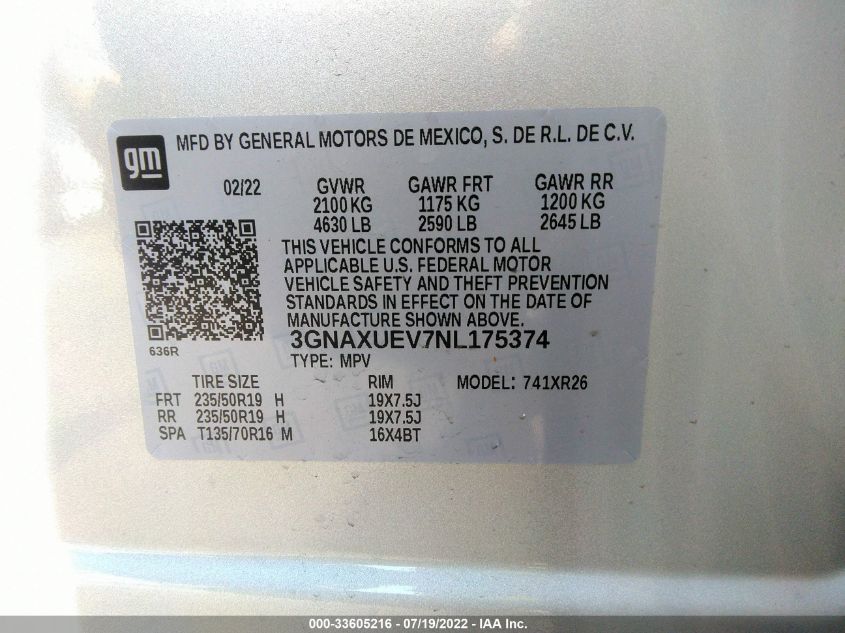 gm
MFD BY GENERAL MOTORS DE MEXICO, S. DE R.L. DE C.V.
02/22 GVWR GAWR FRT GAWR RR
2100 KG 1175 KG 1200 KG
4630 LB 2590 LB 2645 LB
THIS VEHICLE CONFORMS TO ALL
APPLICABLE U.S. FEDERAL MOTOR
VEHICLE SAFETY AND THEFT PREVENTION
STANDARDS IN EFFECT ON THE DATE OF
MANUFACTURE SHOWN ABOVE.
636R
3GNAXUEV7NL175374
TYPE: MPV
TIRE SIZE RIM MODEL: 741XR26
FRT 235/50R19 H 19X7.5J
RR 235/50R19 H 19X7.5J
SPA T135/70R16 M 16X4BT
000-33605216 - 07/19/2022 - IAA Inc.